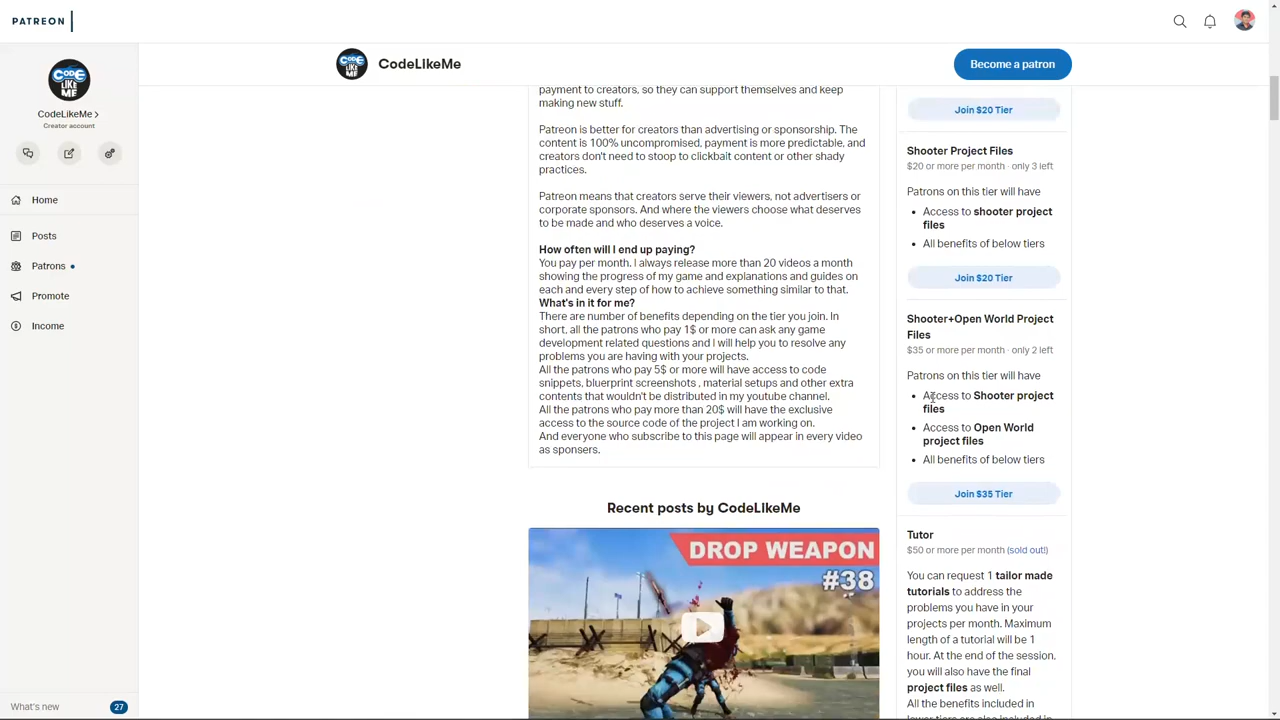 PATREON
CODE
LIKE
ME
CodeLikeMe
Creator account
Home
Posts
Patrons
Promote
Income
What's new
27
CODE
LIKE
ME
CodeLikeMe
Become a patron
payment to creators, so they can support themselves and keep
making new stuff.
Patreon is better for creators than advertising or sponsorship. The
content is 100% uncompromised, payment is more predictable, and
creators don't need to stoop to clickbait content or other shady
practices.
Patreon means that creators serve their viewers, not advertisers or
corporate sponsors. And where the viewers choose what deserves
to be made and who deserves a voice.
How often will I end up paying?
You pay per month. I always release more than 20 videos a month
showing the progress of my game and explanations and guides on
each and every step of how to achieve something similar to that.
What's in it for me?
There are number of benefits depending on the tier you join. In
short, all the patrons who pay 1$ or more can ask any game
development related questions and I will help you to resolve any
problems you are having with your projects.
All the patrons who pay 5$ or more will have access to code
snippets, bluerprint screenshots , material setups and other extra
contents that wouldn't be distributed in my youtube channel.
All the patrons who pay more than 20$ will have the exclusive
access to the source code of the project I am working on.
And everyone who subscribe to this page will appear in every video
as sponsers.
Recent posts by CodeLikeMe
DROP WEAPON
#38
Join $20 Tier
Shooter Project Files
$20 or more per month · only 3 left
Patrons on this tier will have
Access to shooter project
files
All benefits of below tiers
Join $20 Tier
Shooter+Open World Project
Files
$35 or more per month · only 2 left
Patrons on this tier will have
Access to Shooter project
files
Access to Open World
project files
All benefits of below tiers
Join $35 Tier
Tutor
$50 or more per month (sold out!)
You can request 1 tailor made
tutorials to address the
problems you have in your
projects per month. Maximum
length of a tutorial will be 1
hour. At the end of the session,
you will also have the final
project files as well.
All the benefits included in
lower tiers are also included in